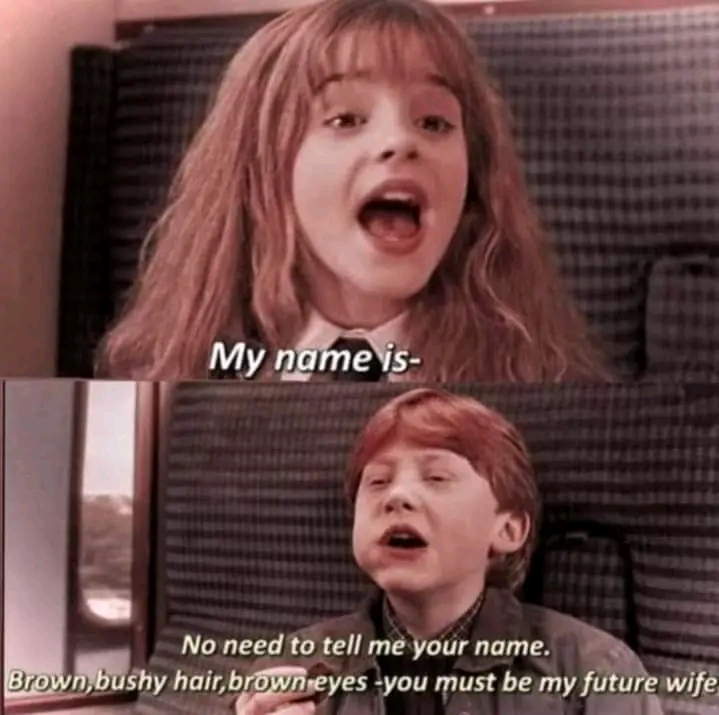 My name is-
No need to tell me your name.
Brown,bushy hair,brown eyes -you must be my future wife